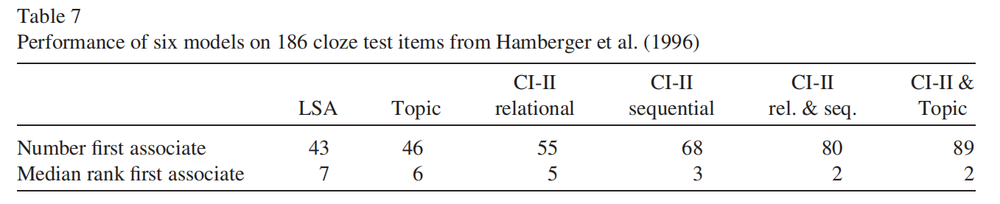 Table 7
Performance of six models on 186 cloze test items from Hamberger et al. (1996)
CI-II CI-II CI-II CI-II &
LSA Topic relational sequential rel. & seq. Topic
Number first associate 43 46 55 68 80 89
Median rank first associate 7 6 5 3 2 2